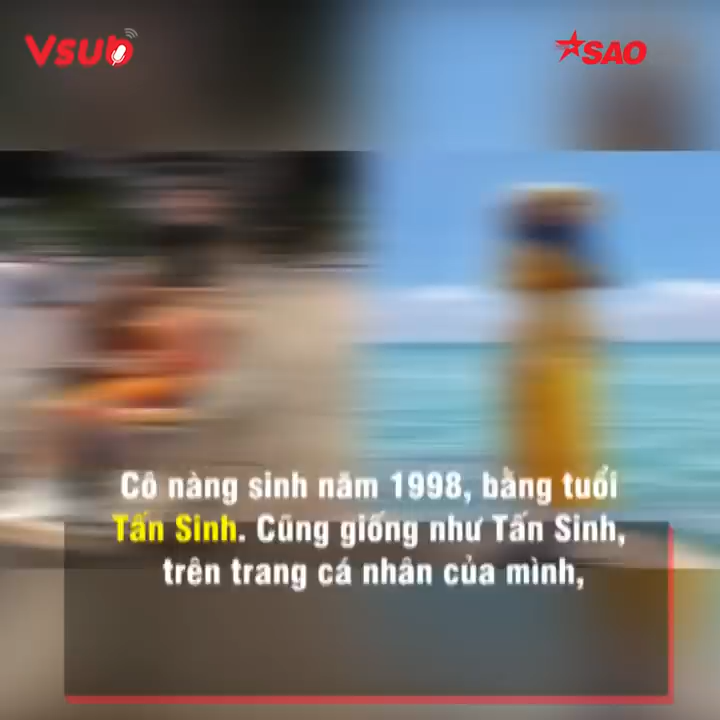 Vsub
SAO
Cô nàng sinh năm 1998, bằng tuổi
Tấn Sinh. Cũng giống như Tấn Sinh,
trên trang cá nhân của mình,